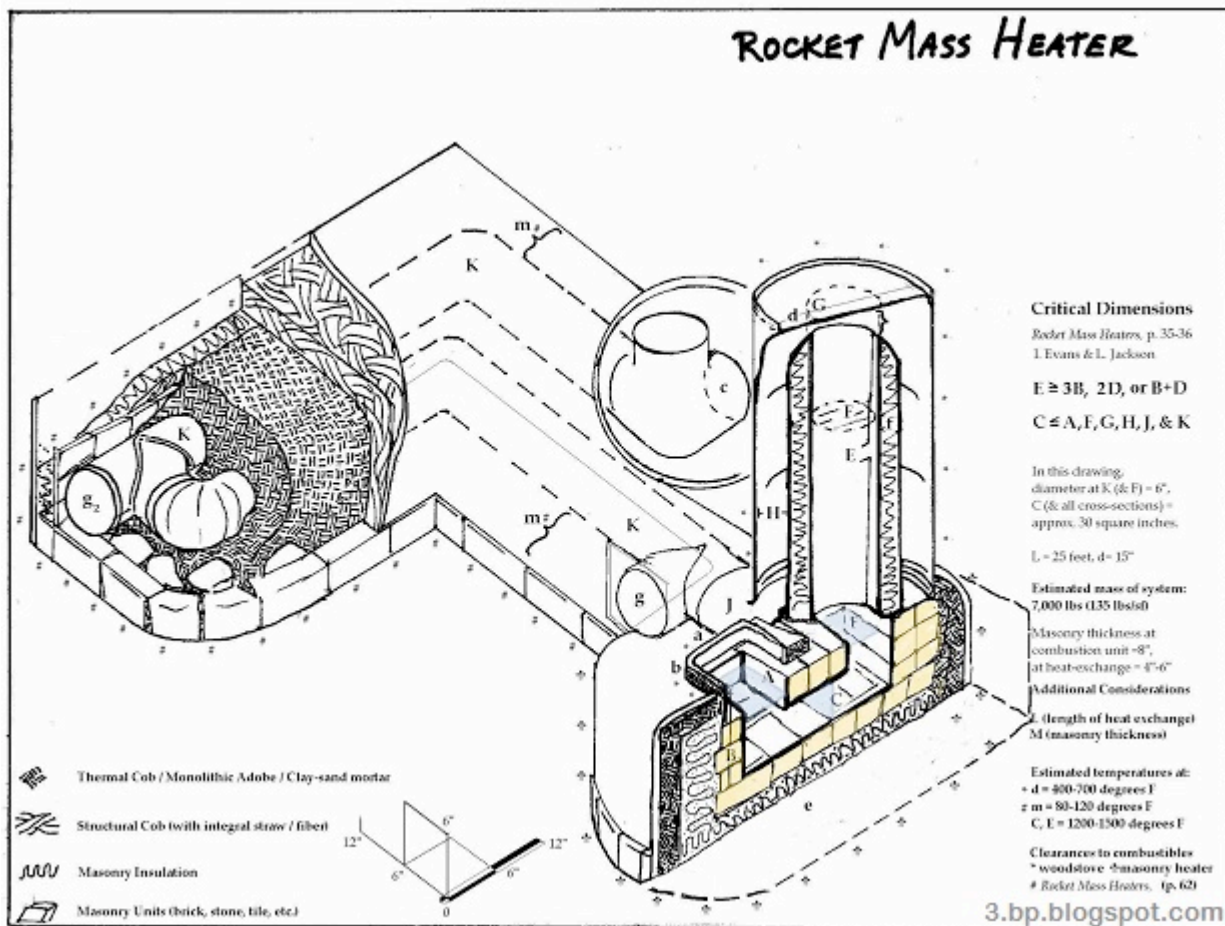 ROCKET MASS HEATER
m #
K
d
G
c
F
f
E
H
K
g2
m #
K
g
J
a
b
A
F
C
B
e
Critical Dimensions
Rocket Mass Heaters, p. 35-36
I. Evans & L. Jackson
E ≥ 3B, 2D, or B+D
C ≤ A, F, G, H, J, & K
In this drawing,
diameter at K (& F) = 6",
C (& all cross-sections) =
approx. 30 square inches.
L = 25 feet, d= 15"
Estimated mass of system:
7,000 lbs (135 lbs/sf)
Masonry thickness at
combustion unit =8",
at heat-exchange = 4"-6"
Additional Considerations
L (length of heat exchange)
M (masonry thickness)
Estimated temperatures at:
* d = 400-700 degrees F
# m = 80-120 degrees F
C, E = 1200-1500 degrees F
Clearances to combustibles
* woodstove ✣masonry heater
# Rocket Mass Heaters, (p. 62)
Thermal Cob / Monolithic Adobe / Clay-sand mortar
Structural Cob (with integral straw / fiber)
Masonry Insulation
Masonry Units (brick, stone, tile, etc.)
12"
6"
6"
0
6"
12"
3.bp.blogspot.com